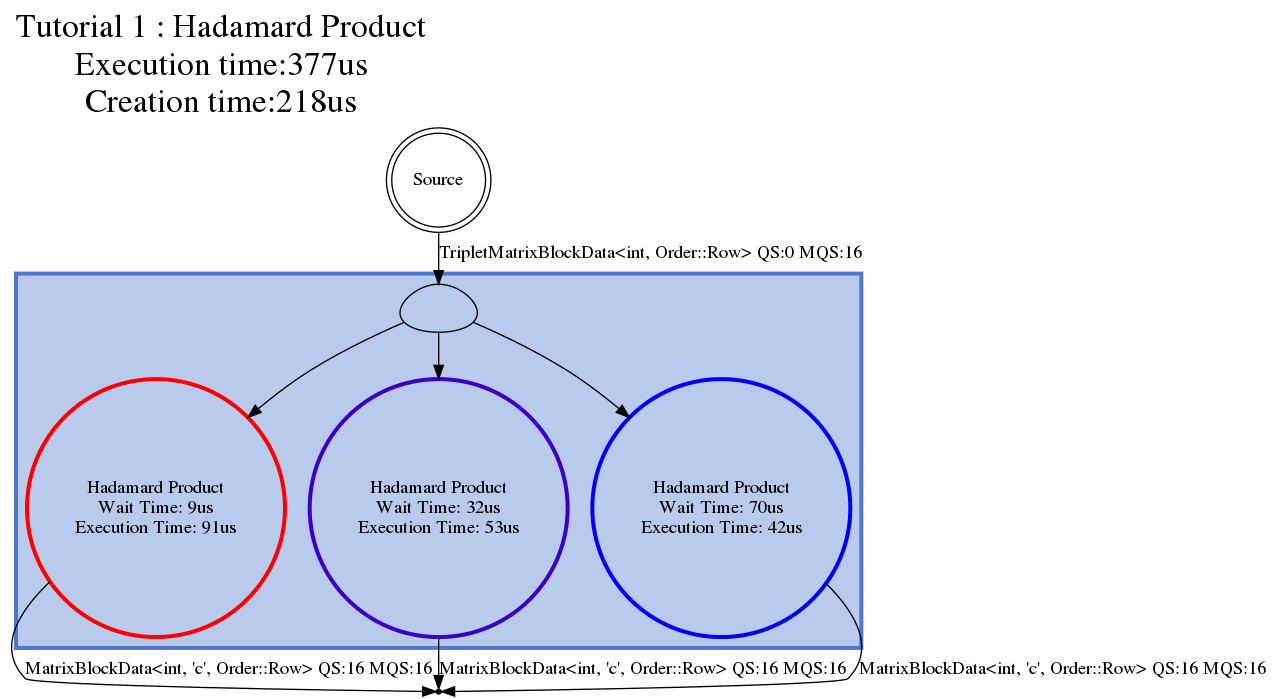 Tutorial 1 : Hadamard Product
Execution time:377us
Creation time:218us
Source
TripletMatrixBlockData<int, Order::Row> QS:0 MQS:16
Hadamard Product
Wait Time: 9us
Execution Time: 91us
Hadamard Product
Wait Time: 32us
Execution Time: 53us
Hadamard Product
Wait Time: 70us
Execution Time: 42us
MatrixBlockData<int, 'c', Order::Row> QS:16 MQS:16
MatrixBlockData<int, 'c', Order::Row> QS:16 MQS:16
MatrixBlockData<int, 'c', Order::Row> QS:16 MQS:16